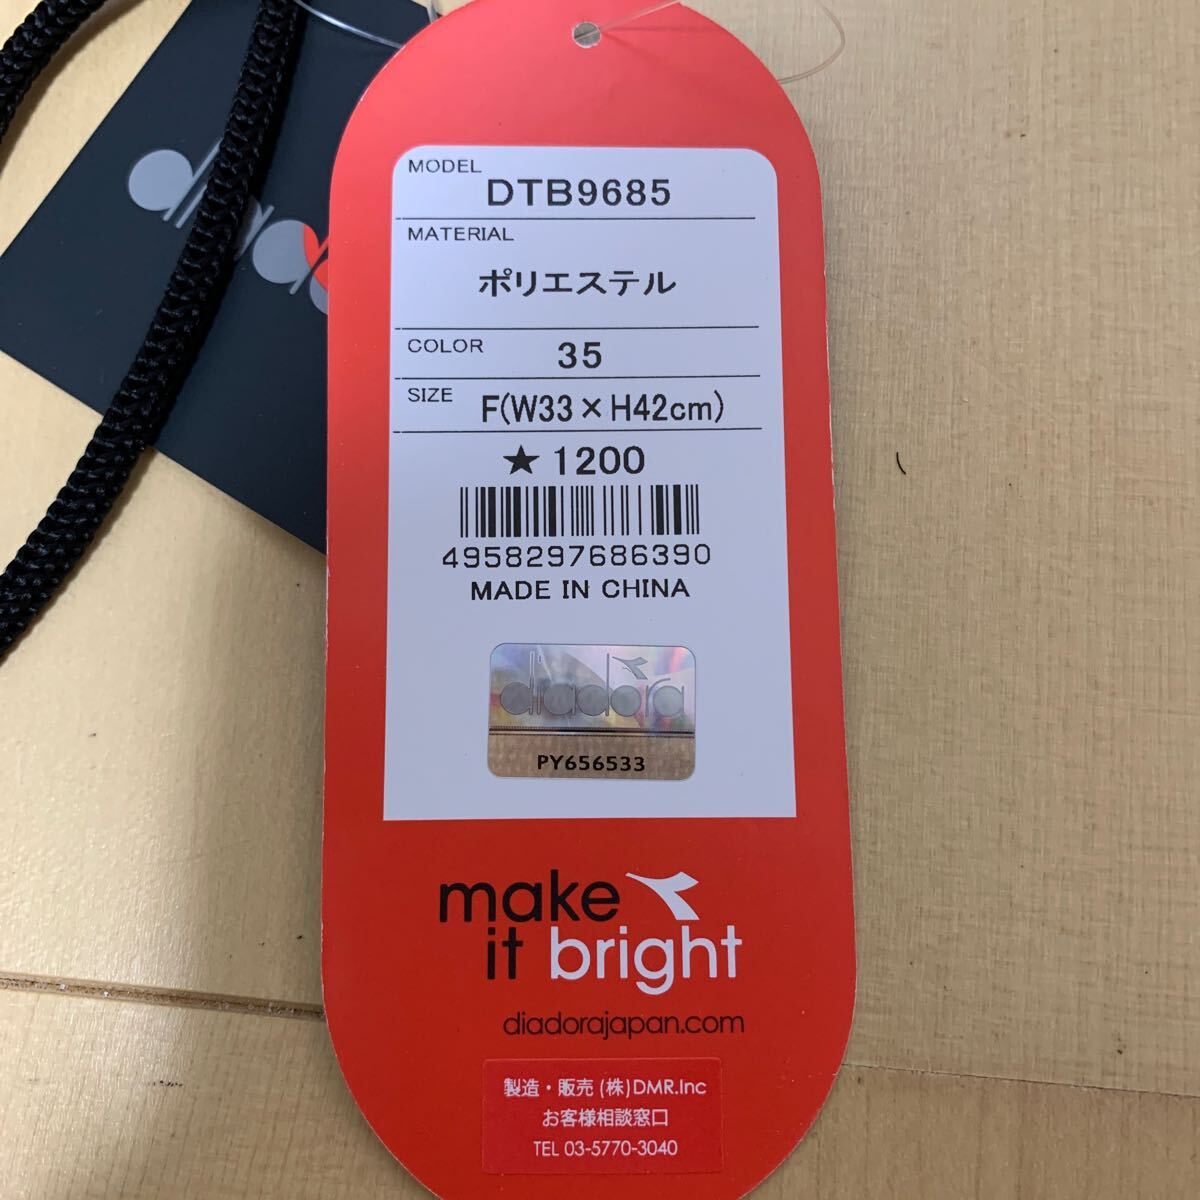 MODEL
DTB9685
MATERIAL
ポリエステル
COLOR 35
SIZE F(W33×H42cm)
★1200
4958297686390
MADE IN CHINA
diadora
PY656533
make
it bright
diadorajapan.com
製造・販売 (株)DMR.Inc
お客様相談窓口
TEL 03-5770-3040